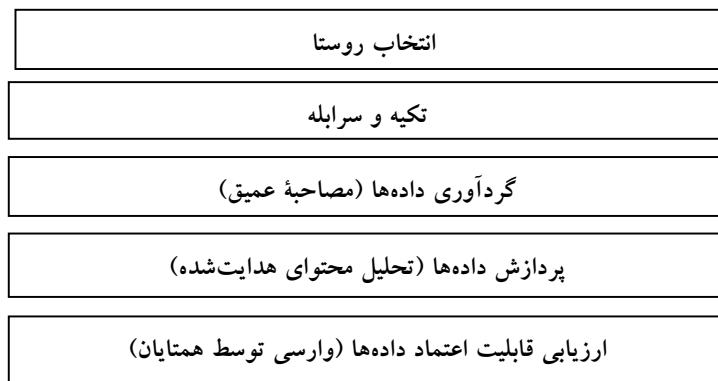 انتخاب روستا
تکیه و سرابله
گردآوری داده‌ها (مصاحبهٔ عمیق)
پردازش داده‌ها (تحلیل محتوای هدایت‌شده)
ارزیابی قابلیت اعتماد داده‌ها (وارسی توسط همتایان)